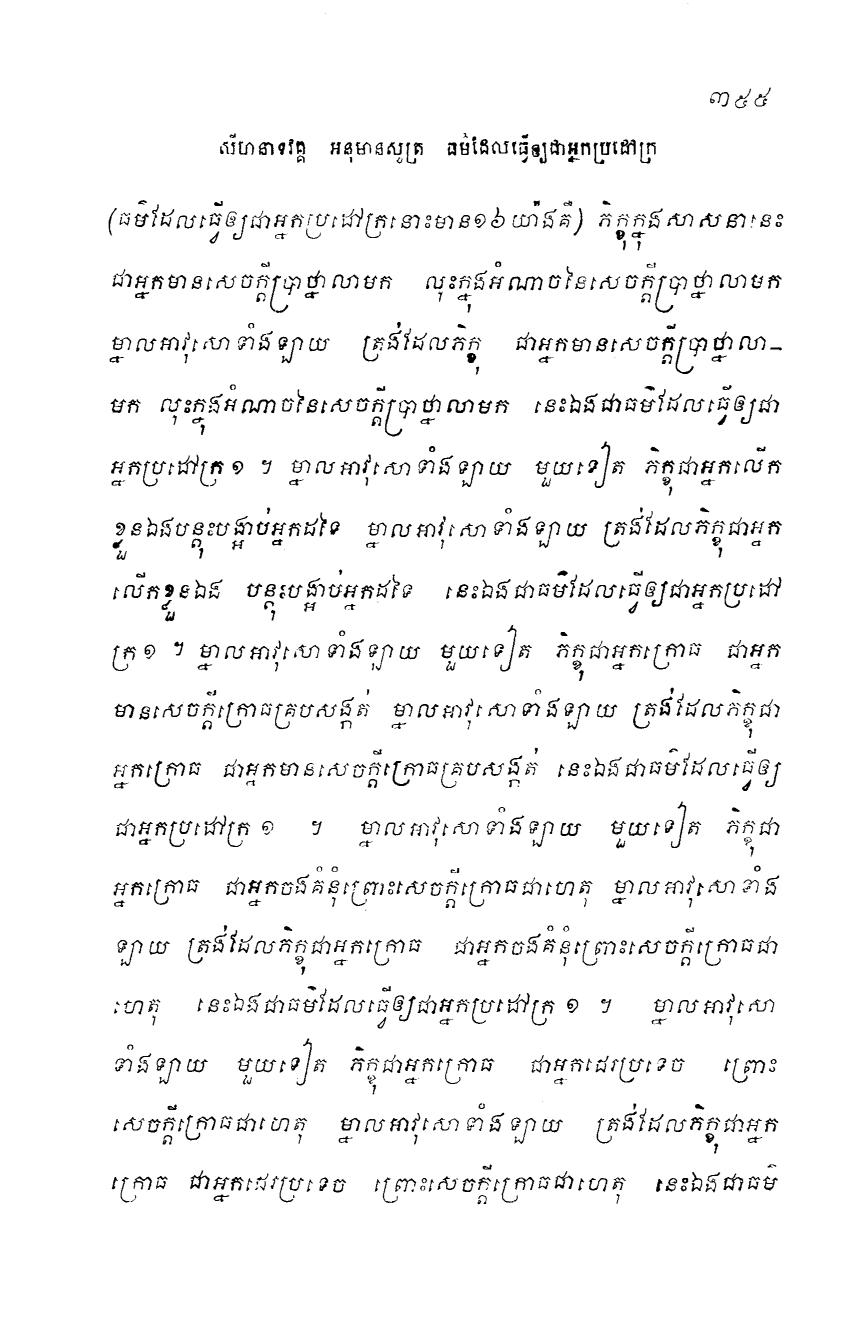 ៣៥៥
សីហនាទវគ្គ អនុមានសូត្រ ធម៌ដែលធ្វើឲ្យជាអ្នកប្រដៅក្រ
(ធម៌ដែលធ្វើឲ្យជាអ្នកប្រដៅក្រនោះមាន១៦យ៉ាងគឺ) ភិក្ខុក្នុងសាសនានេះ
ជាអ្នកមានសេចក្តីប្រាថ្នាលាមក លុះក្នុងអំណាចនៃសេចក្តីប្រាថ្នាលាមក
ម្នាលអាវុសោទាំងឡាយ ត្រង់ដែលភិក្ខុ ជាអ្នកមានសេចក្តីប្រាថ្នាលា-
មក លុះក្នុងអំណាចនៃសេចក្តីប្រាថ្នាលាមក នេះឯងជាធម៌ដែលធ្វើឲ្យជា
អ្នកប្រដៅក្រ១ ។ ម្នាលអាវុសោទាំងឡាយ មួយទៀត ភិក្ខុជាអ្នកលើក
ខ្លួនឯងបន្តុះបង្អាប់អ្នកដទៃ ម្នាលអាវុសោទាំងឡាយ ត្រង់ដែលភិក្ខុជាអ្នក
លើកខ្លួនឯង បន្តុះបង្អាប់អ្នកដទៃ នេះឯងជាធម៌ដែលធ្វើឲ្យជាអ្នកប្រដៅ
ក្រ១ ។ ម្នាលអាវុសោទាំងឡាយ មួយទៀត ភិក្ខុជាអ្នកក្រោធ ជាអ្នក
មានសេចក្តីក្រោធគ្របសង្កត់ ម្នាលអាវុសោទាំងឡាយ ត្រង់ដែលភិក្ខុជា
អ្នកក្រោធ ជាអ្នកមានសេចក្តីក្រោធគ្របសង្កត់ នេះឯងជាធម៌ដែលធ្វើឲ្យ
ជាអ្នកប្រដៅក្រ១ ។ ម្នាលអាវុសោទាំងឡាយ មួយទៀត ភិក្ខុជា
អ្នកក្រោធ ជាអ្នកចងគំនុំព្រោះសេចក្តីក្រោធជាហេតុ ម្នាលអាវុសោទាំង
ឡាយ ត្រង់ដែលភិក្ខុជាអ្នកក្រោធ ជាអ្នកចងគំនុំព្រោះសេចក្តីក្រោធជា
ហេតុ នេះឯងជាធម៌ដែលធ្វើឲ្យជាអ្នកប្រដៅក្រ១ ។ ម្នាលអាវុសោ
ទាំងឡាយ មួយទៀត ភិក្ខុជាអ្នកក្រោធ ជាអ្នកជេរប្រទេច ព្រោះ
សេចក្តីក្រោធជាហេតុ ម្នាលអាវុសោទាំងឡាយ ត្រង់ដែលភិក្ខុជាអ្នក
ក្រោធ ជាអ្នកជេរប្រទេច ព្រោះសេចក្តីក្រោធជាហេតុ នេះឯងជាធម៌